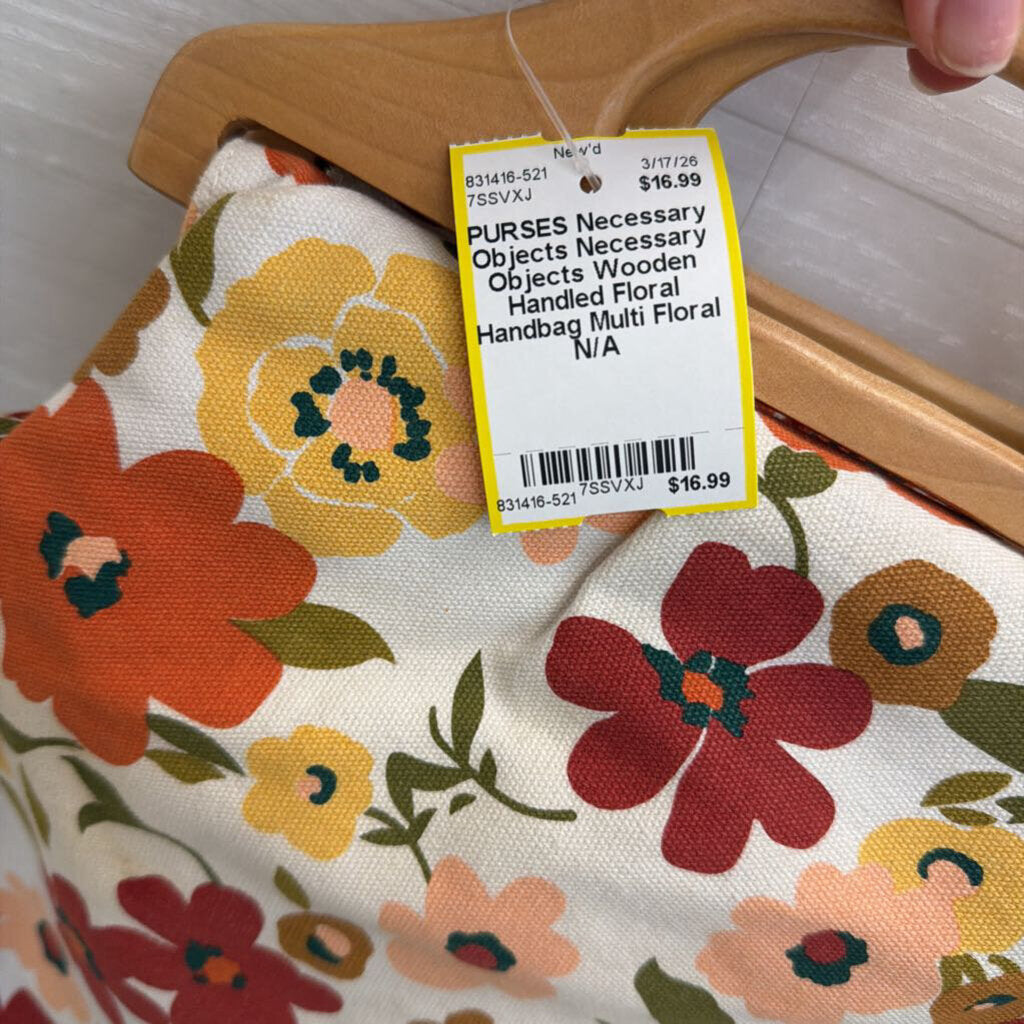 New'd
831416-521 3/17/26
7SSVXJ $16.99
PURSES Necessary
Objects Necessary
Objects Wooden
Handled Floral
Handbag Multi Floral
N/A
831416-521 7SSVXJ $16.99